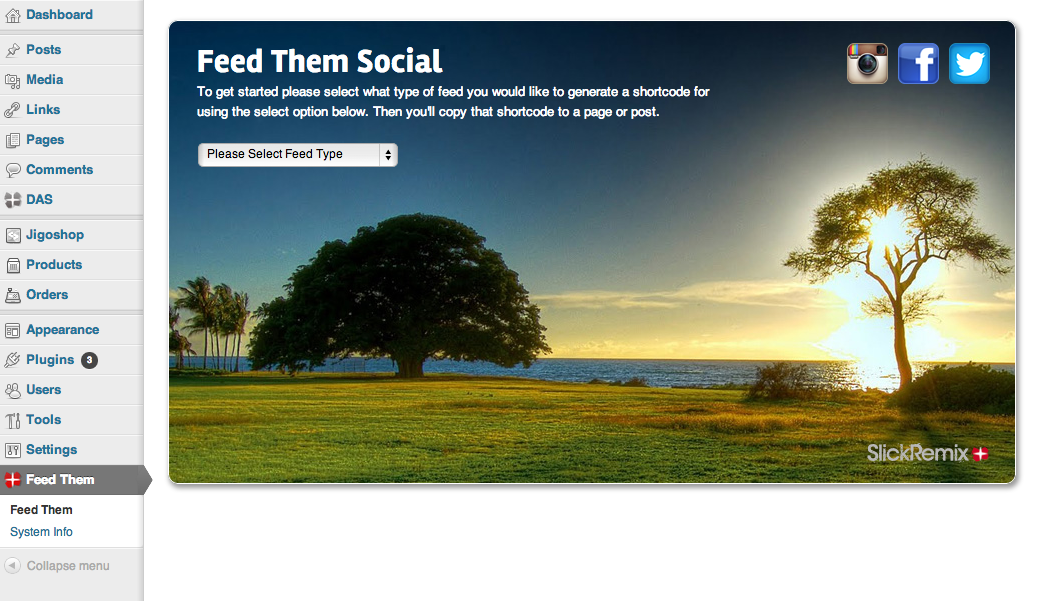 Dashboard
Posts
Media
Links
Pages
Comments
DAS
Jigoshop
Products
Orders
Appearance
Plugins 3
Users
Tools
Settings
Feed Them
Feed Them
System Info
Collapse menu
Feed Them Social
To get started please select what type of feed you would like to generate a shortcode for
using the select option below. Then you'll copy that shortcode to a page or post.
Please Select Feed Type
SlickRemix